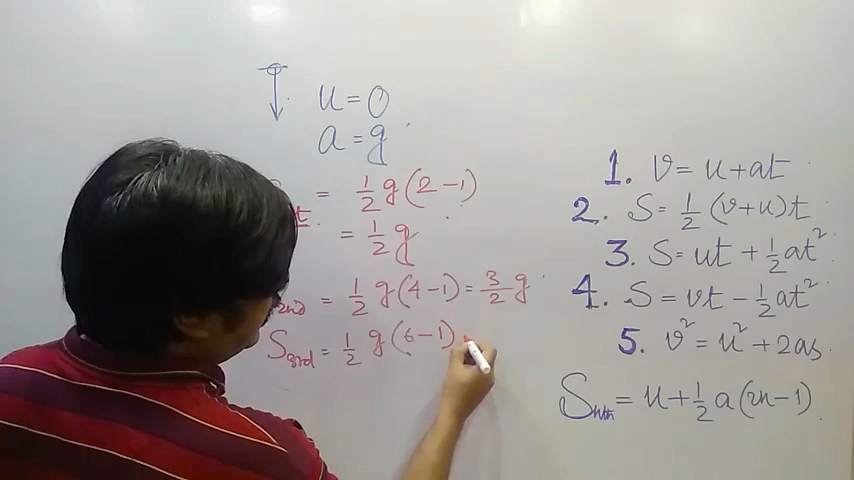 u = 0
a = g
S = 1/2 g(2 - 1)
= 1/2 g
2nd = 1/2 g(4 - 1) = 3/2 g
S3rd = 1/2 g(6 - 1)
1. v = u + at
2. S = 1/2 (v + u)t
3. S = ut + 1/2 at²
4. S = vt - 1/2 at²
5. v² = u² + 2as
Snth = u + 1/2 a(2n - 1)